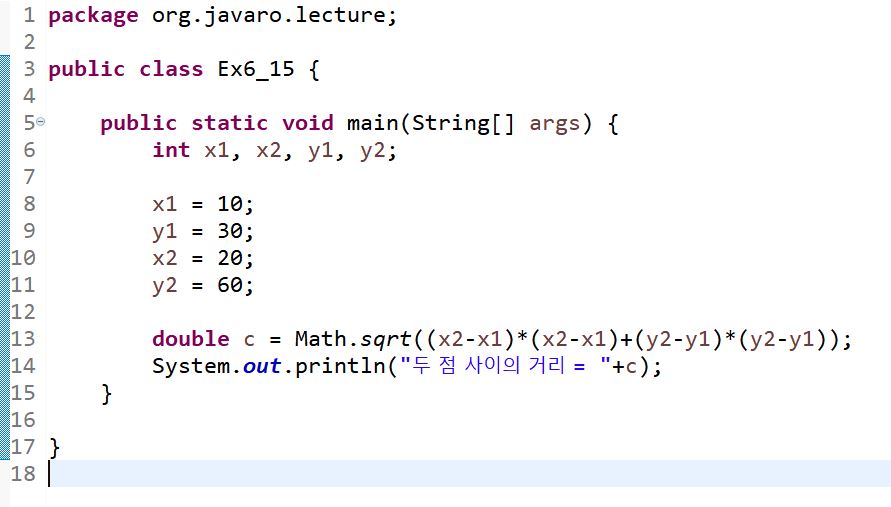 1 package org.javaro.lecture;
2
3 public class Ex6_15 {
4
5 public static void main(String[] args) {
6 int x1, x2, y1, y2;
7
8 x1 = 10;
9 y1 = 30;
10 x2 = 20;
11 y2 = 60;
12
13 double c = Math.sqrt((x2-x1)*(x2-x1)+(y2-y1)*(y2-y1));
14 System.out.println("두 점 사이의 거리 = "+c);
15 }
16
17 }
18